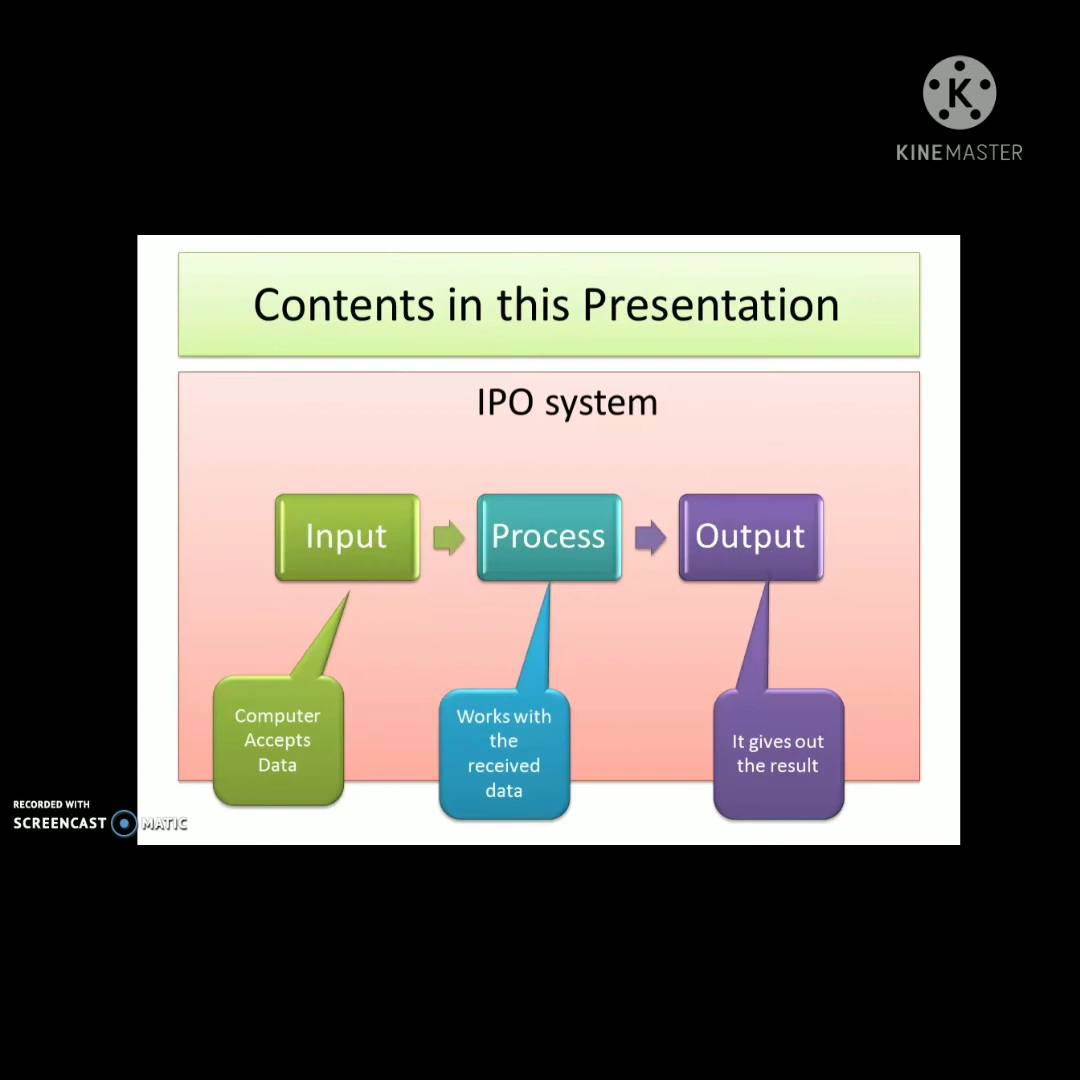 K
KINEMASTER
Contents in this Presentation
IPO system
Input
Process
Output
Computer
Accepts
Data
Works with
the
received
data
It gives out
the result
RECORDED WITH
SCREENCAST MATIC